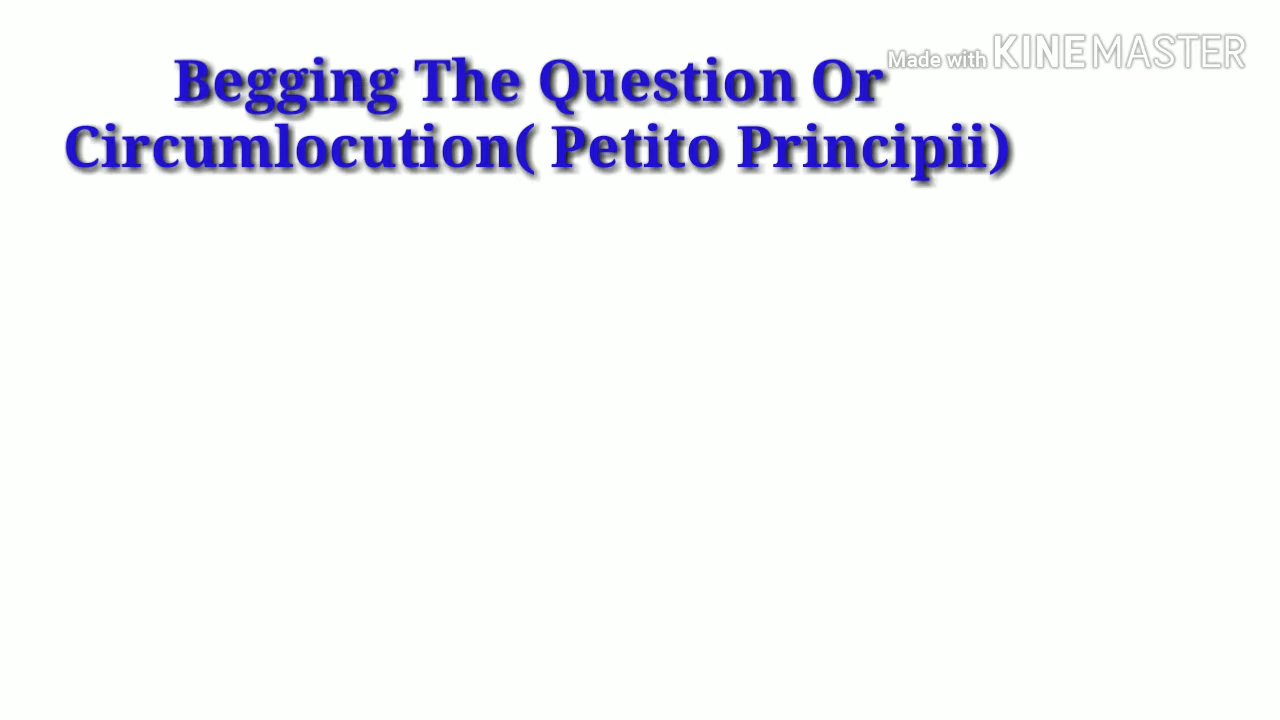 Begging The Question Or
Circumlocution( Petito Principii)
Made with KINEMASTER